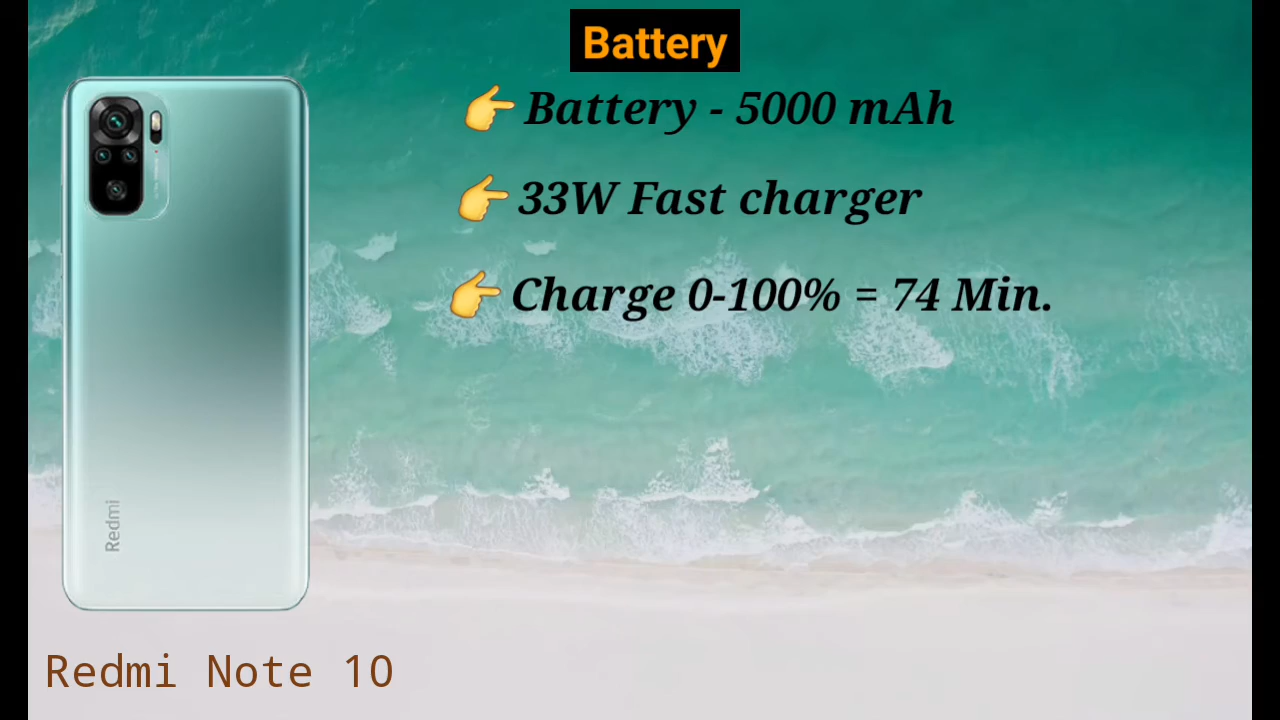 Battery
👉 Battery - 5000 mAh
👉 33W Fast charger
👉 Charge 0-100% = 74 Min.
Redmi
Redmi Note 10